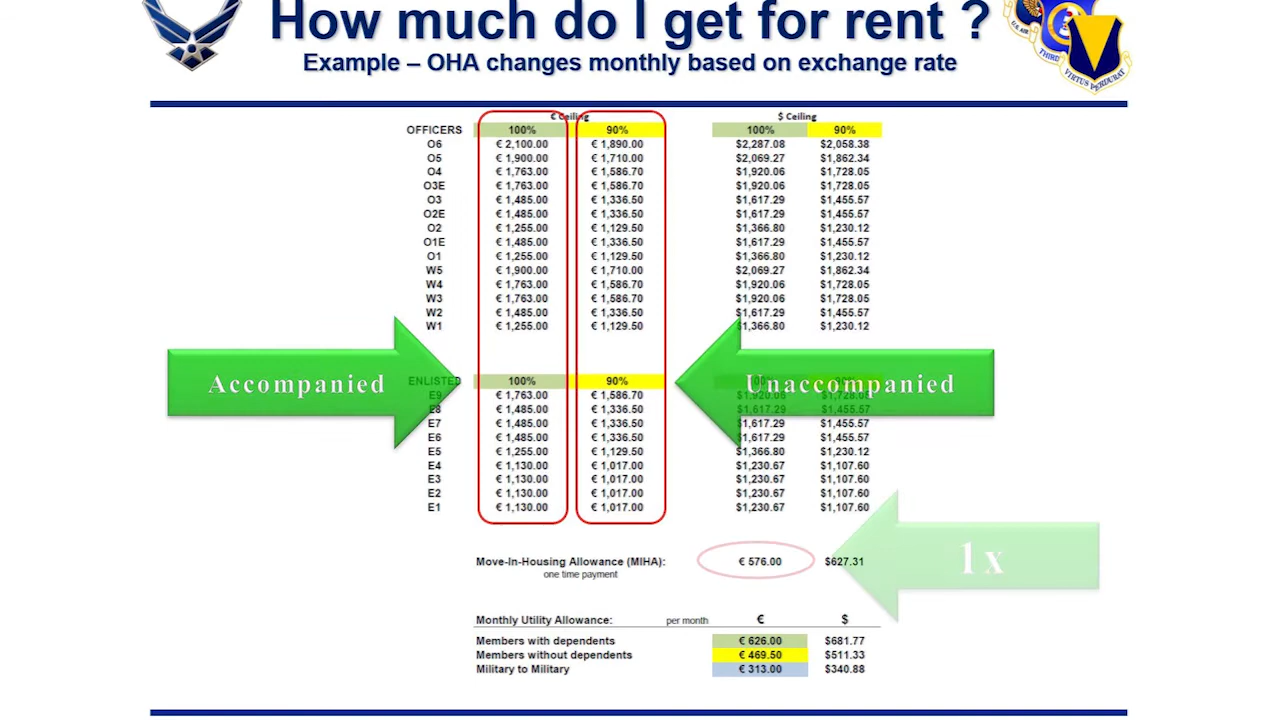 How much do I get for rent ?
Example – OHA changes monthly based on exchange rate
U.S. AIR
THIRD
VIRTUS PERDURAT
€ Ceiling $ Ceiling
OFFICERS 100% 90% 100% 90%
O6 € 2,100.00 € 1,890.00 $2,287.08 $2,058.38
O5 € 1,900.00 € 1,710.00 $2,069.27 $1,862.34
O4 € 1,763.00 € 1,586.70 $1,920.06 $1,728.05
O3E € 1,763.00 € 1,586.70 $1,920.06 $1,728.05
O3 € 1,485.00 € 1,336.50 $1,617.29 $1,455.57
O2E € 1,485.00 € 1,336.50 $1,617.29 $1,455.57
O2 € 1,255.00 € 1,129.50 $1,366.80 $1,230.12
O1E € 1,485.00 € 1,336.50 $1,617.29 $1,455.57
O1 € 1,255.00 € 1,129.50 $1,366.80 $1,230.12
W5 € 1,900.00 € 1,710.00 $2,069.27 $1,862.34
W4 € 1,763.00 € 1,586.70 $1,920.06 $1,728.05
W3 € 1,763.00 € 1,586.70 $1,920.06 $1,728.05
W2 € 1,485.00 € 1,336.50 $1,617.29 $1,455.57
W1 € 1,255.00 € 1,129.50 $1,366.80 $1,230.12
Accompanied
Unaccompanied
ENLISTED 100% 90%
E9 € 1,763.00 € 1,586.70 $1,920.06 $1,728.05
E8 € 1,485.00 € 1,336.50 $1,617.29 $1,455.57
E7 € 1,485.00 € 1,336.50 $1,617.29 $1,455.57
E6 € 1,485.00 € 1,336.50 $1,617.29 $1,455.57
E5 € 1,255.00 € 1,129.50 $1,366.80 $1,230.12
E4 € 1,130.00 € 1,017.00 $1,230.67 $1,107.60
E3 € 1,130.00 € 1,017.00 $1,230.67 $1,107.60
E2 € 1,130.00 € 1,017.00 $1,230.67 $1,107.60
E1 € 1,130.00 € 1,017.00 $1,230.67 $1,107.60
Move-In-Housing Allowance (MIHA): € 576.00 $627.31
one time payment
1x
Monthly Utility Allowance: per month € $
Members with dependents € 626.00 $681.77
Members without dependents € 469.50 $511.33
Military to Military € 313.00 $340.88